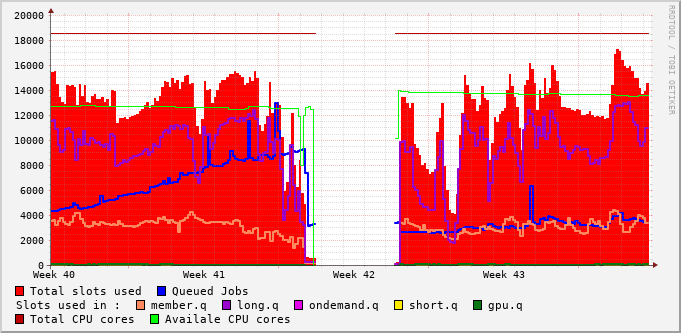 20000
18000
16000
14000
12000
10000
8000
6000
4000
2000
0
Week 40 Week 41 Week 42 Week 43
Total slots used Queued Jobs
Slots used in : member.q long.q ondemand.q short.q gpu.q
Total CPU cores Availale CPU cores
RRDTOOL / TOBI OETIKER